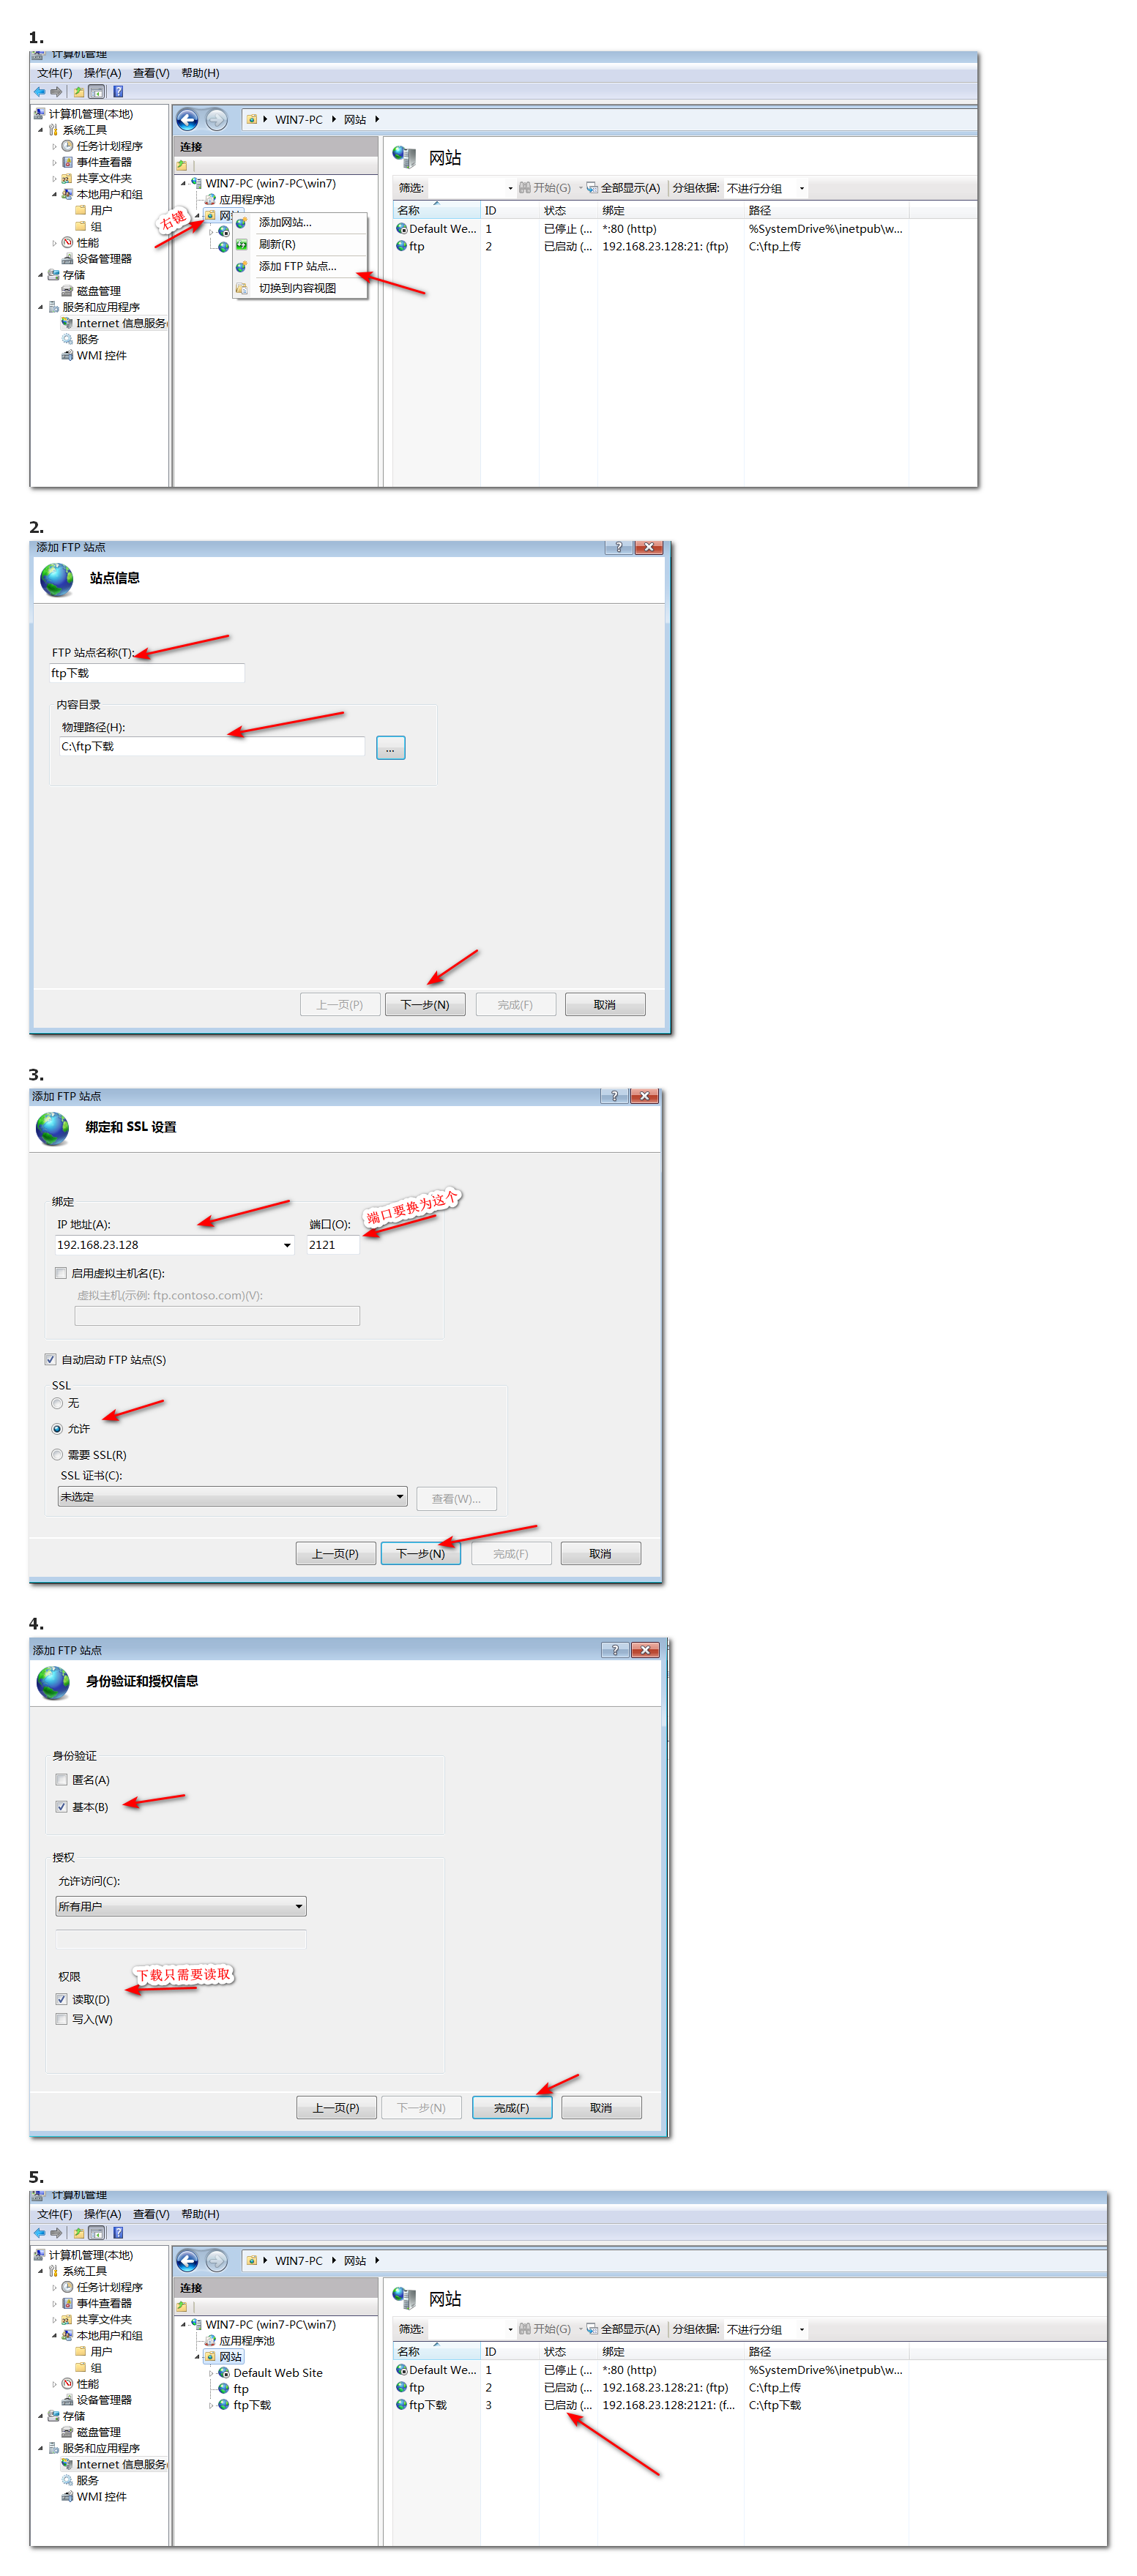 1.
计算机管理
文件(F) 操作(A) 查看(V) 帮助(H)
计算机管理(本地)
系统工具
任务计划程序
事件查看器
共享文件夹
本地用户和组
用户
组
性能
设备管理器
存储
磁盘管理
服务和应用程序
Internet 信息服务
服务
WMI 控件
WIN7-PC 网站
连接
WIN7-PC (win7-PC\win7)
应用程序池
网站
右键
添加网站...
刷新(R)
添加 FTP 站点...
切换到内容视图
网站
筛选: 开始(G) 全部显示(A) 分组依据: 不进行分组
名称 ID 状态 绑定 路径
Default We... 1 已停止 (... *:80 (http) %SystemDrive%\inetpub\w...
ftp 2 已启动 (... 192.168.23.128:21: (ftp) C:\ftp上传
2.
添加 FTP 站点
站点信息
FTP 站点名称(T):
ftp下载
内容目录
物理路径(H):
C:\ftp下载
...
上一页(P) 下一步(N) 完成(F) 取消
3.
添加 FTP 站点
绑定和 SSL 设置
绑定
IP 地址(A): 端口(O):
端口要换为这个
192.168.23.128 2121
启用虚拟主机名(E):
虚拟主机(示例: ftp.contoso.com)(V):
自动启动 FTP 站点(S)
SSL
无
允许
需要 SSL(R)
SSL 证书(C):
未选定 查看(W)...
上一页(P) 下一步(N) 完成(F) 取消
4.
添加 FTP 站点
身份验证和授权信息
身份验证
匿名(A)
基本(B)
授权
允许访问(C):
所有用户
权限
下载只需要读取
读取(D)
写入(W)
上一页(P) 下一步(N) 完成(F) 取消
5.
计算机管理
文件(F) 操作(A) 查看(V) 帮助(H)
计算机管理(本地)
系统工具
任务计划程序
事件查看器
共享文件夹
本地用户和组
用户
组
性能
设备管理器
存储
磁盘管理
服务和应用程序
Internet 信息服务
服务
WMI 控件
WIN7-PC 网站
连接
WIN7-PC (win7-PC\win7)
应用程序池
网站
Default Web Site
ftp
ftp下载
网站
筛选: 开始(G) 全部显示(A) 分组依据: 不进行分组
名称 ID 状态 绑定 路径
Default We... 1 已停止 (... *:80 (http) %SystemDrive%\inetpub\w...
ftp 2 已启动 (... 192.168.23.128:21: (ftp) C:\ftp上传
ftp下载 3 已启动 (... 192.168.23.128:2121: (f... C:\ftp下载